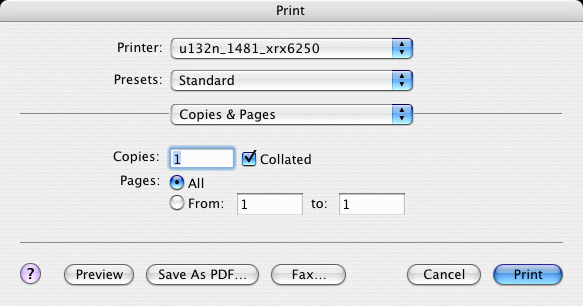 Print
Printer: u132n_1481_xrx6250
Presets: Standard
Copies & Pages
Copies: 1 Collated
Pages: All
From: 1 to: 1
? Preview Save As PDF... Fax... Cancel Print